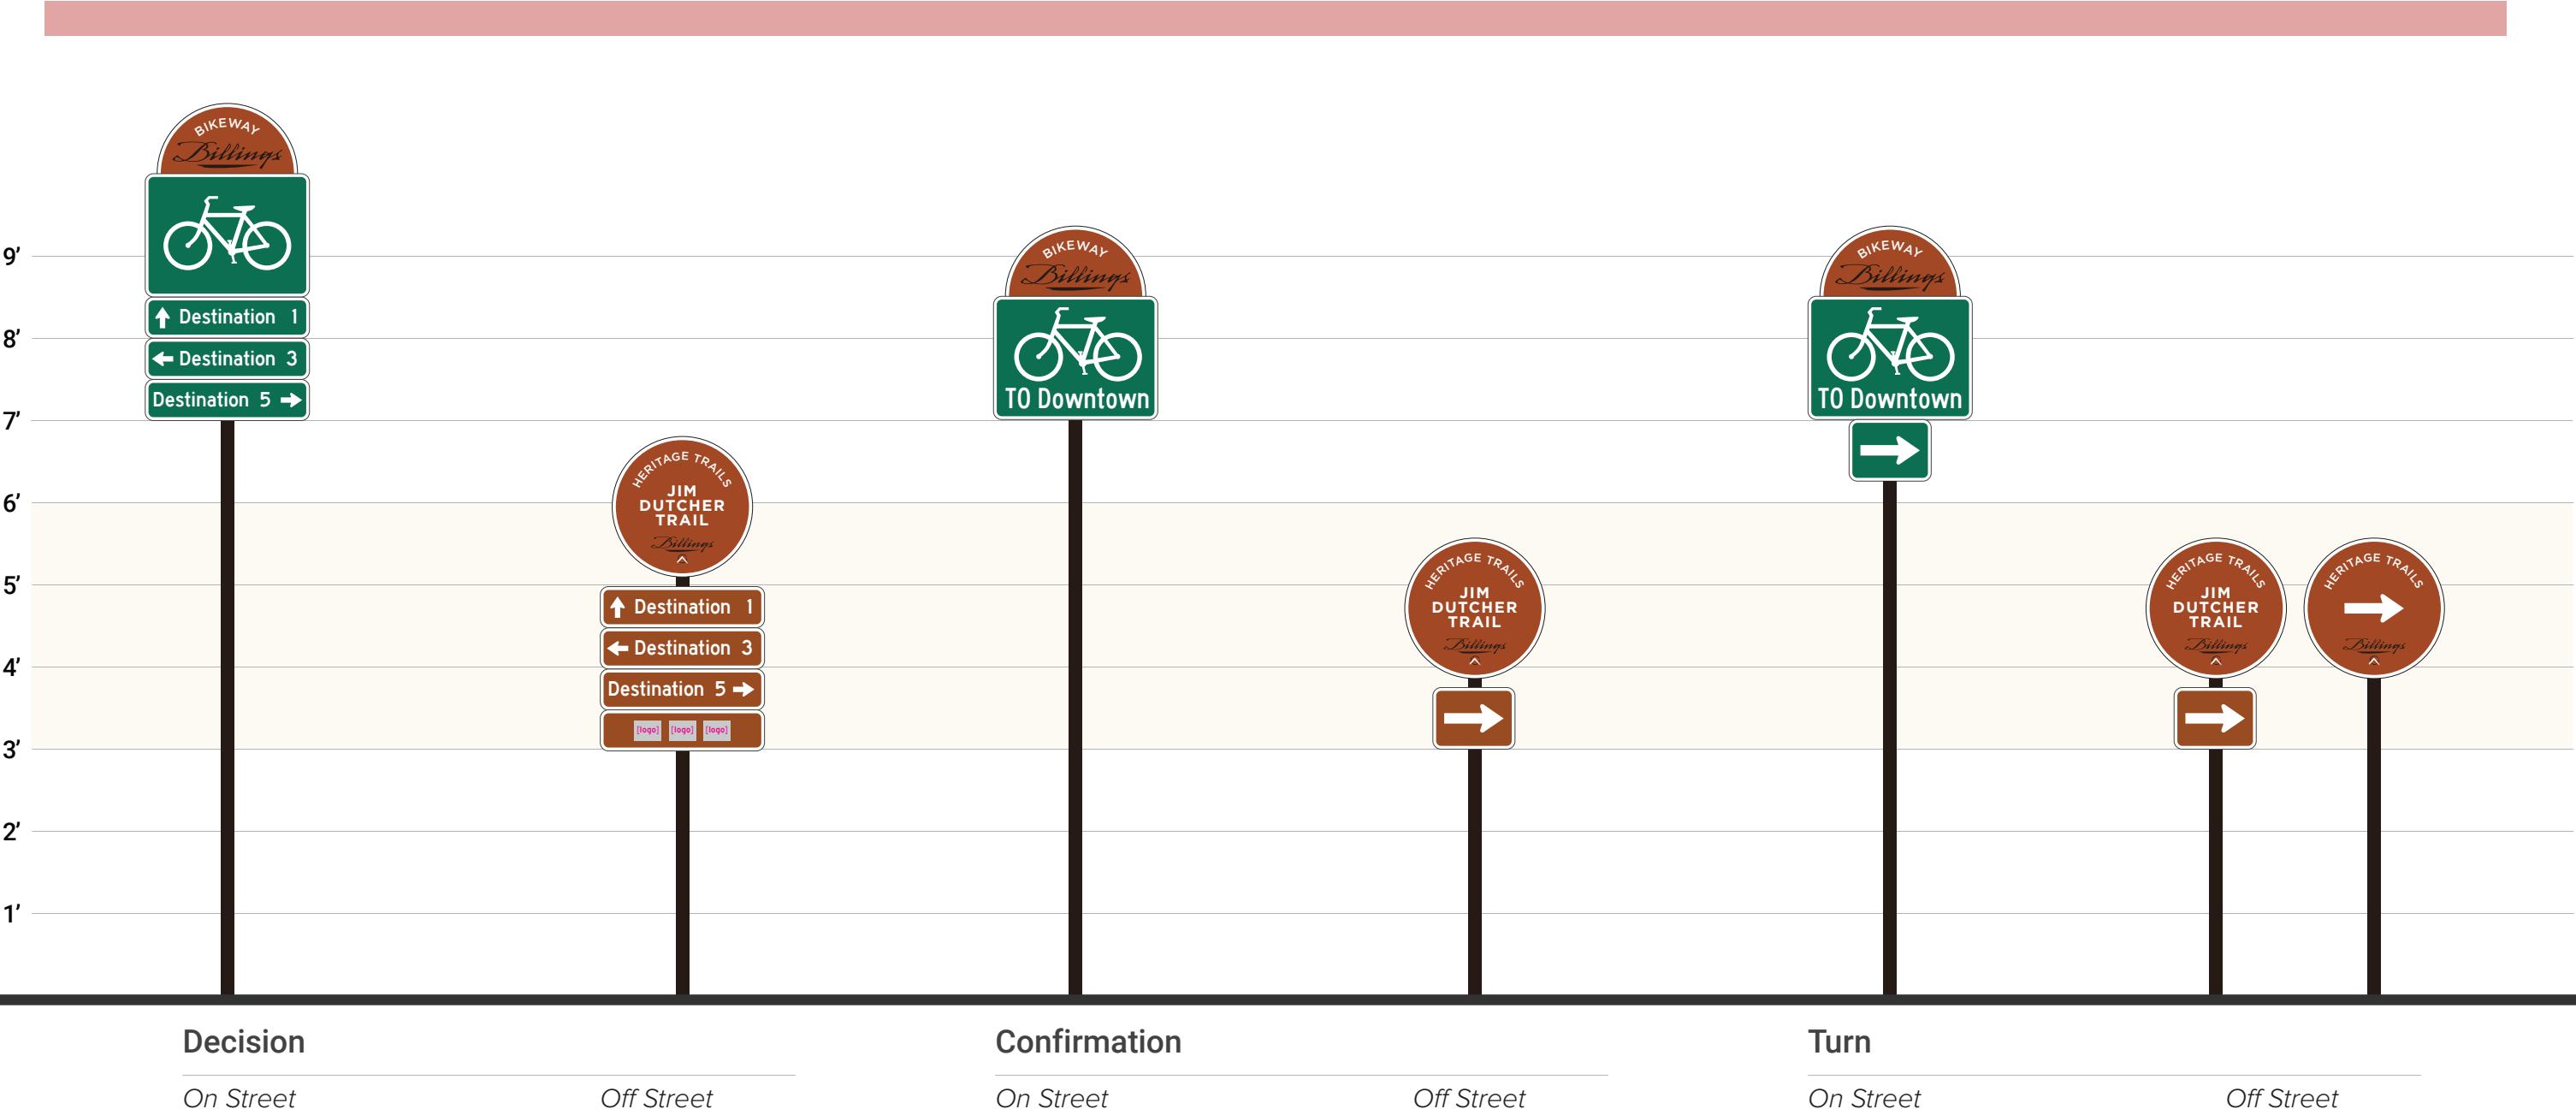 BIKEWAY
Billings
↑ Destination 1
← Destination 3
Destination 5 →
HERITAGE TRAILS
JIM
DUTCHER
TRAIL
Billings
↑ Destination 1
← Destination 3
Destination 5 →
[logo] [logo] [logo]
BIKEWAY
Billings
TO Downtown
HERITAGE TRAILS
JIM
DUTCHER
TRAIL
Billings
BIKEWAY
Billings
TO Downtown
HERITAGE TRAILS
JIM
DUTCHER
TRAIL
Billings
HERITAGE TRAILS
Billings
9’
8’
7’
6’
5’
4’
3’
2’
1’
Decision
On Street
Off Street
Confirmation
On Street
Off Street
Turn
On Street
Off Street